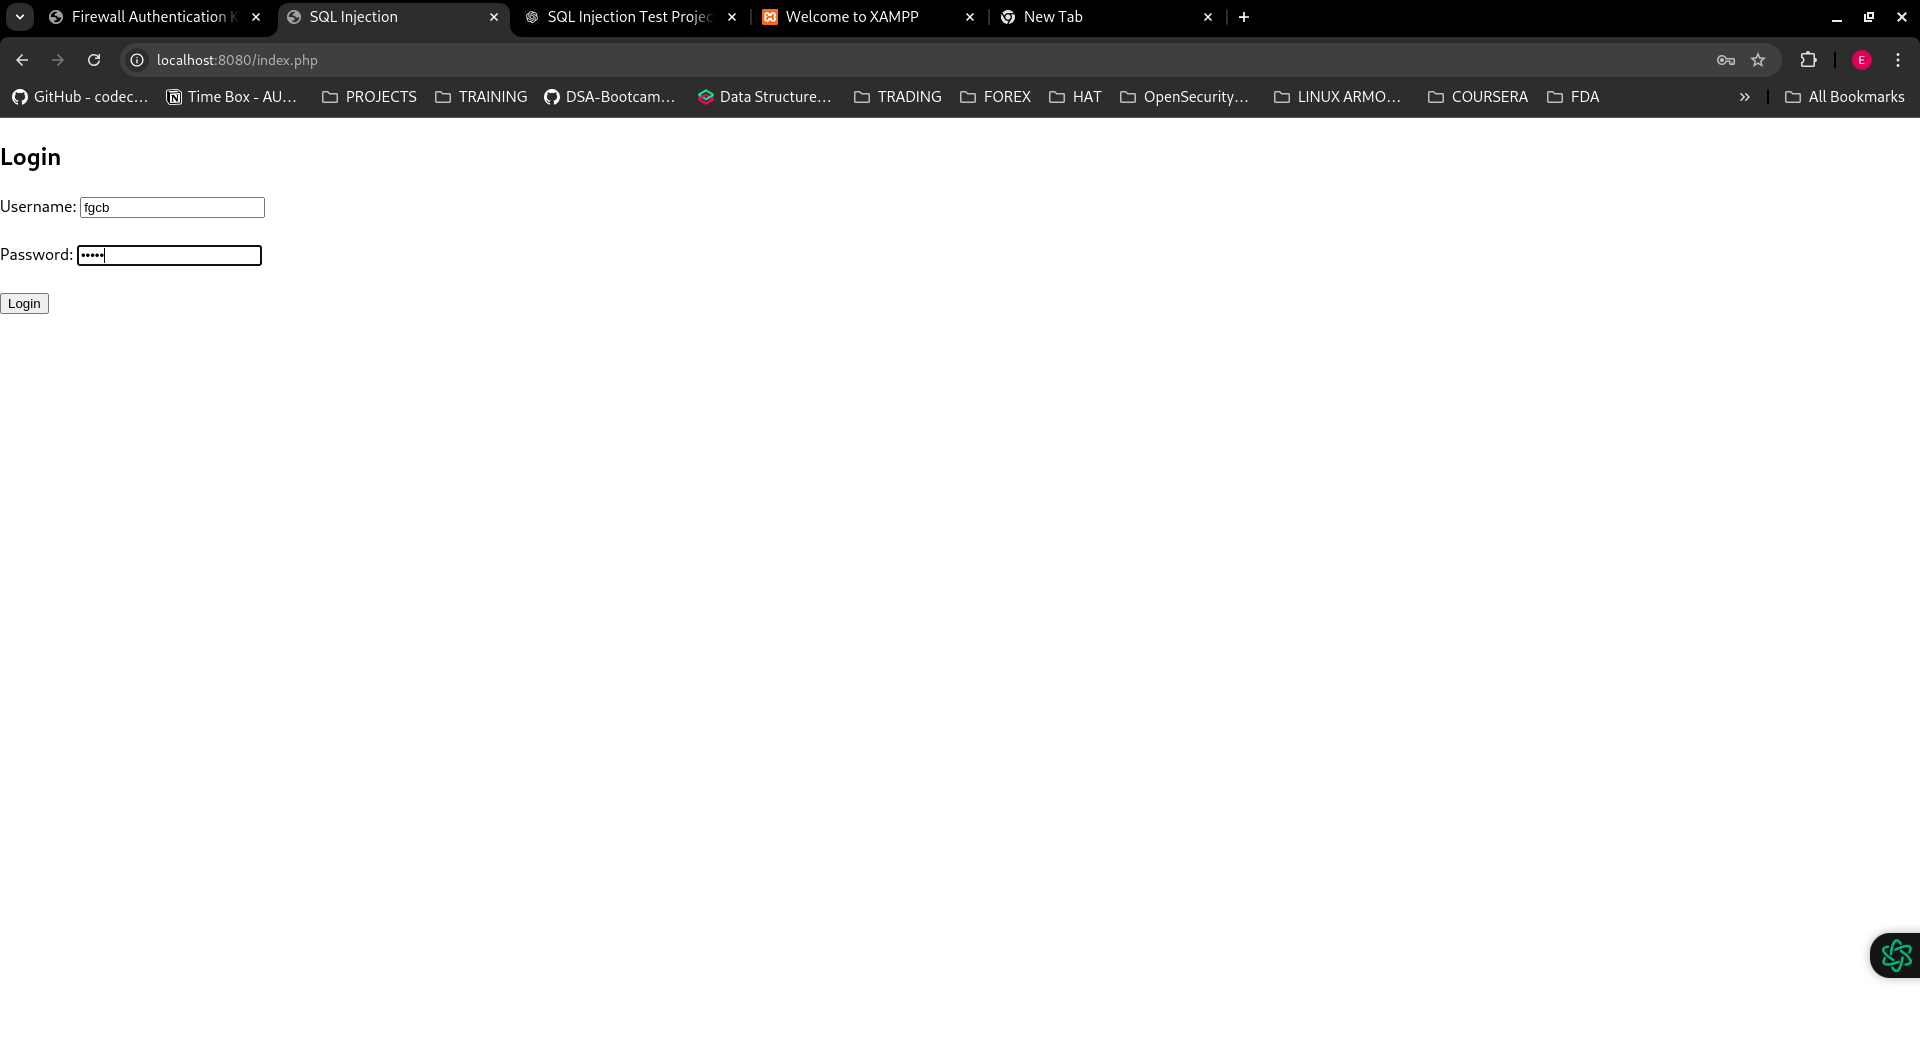 Firewall Authentication K
SQL Injection
SQL Injection Test Projec
Welcome to XAMPP
New Tab
localhost:8080/index.php
E
GitHub - codec...
Time Box - AU...
PROJECTS
TRAINING
DSA-Bootcam...
Data Structure...
TRADING
FOREX
HAT
OpenSecurity...
LINUX ARMO...
COURSERA
FDA
All Bookmarks
Login
Username: fgcb
Password: •••••
Login